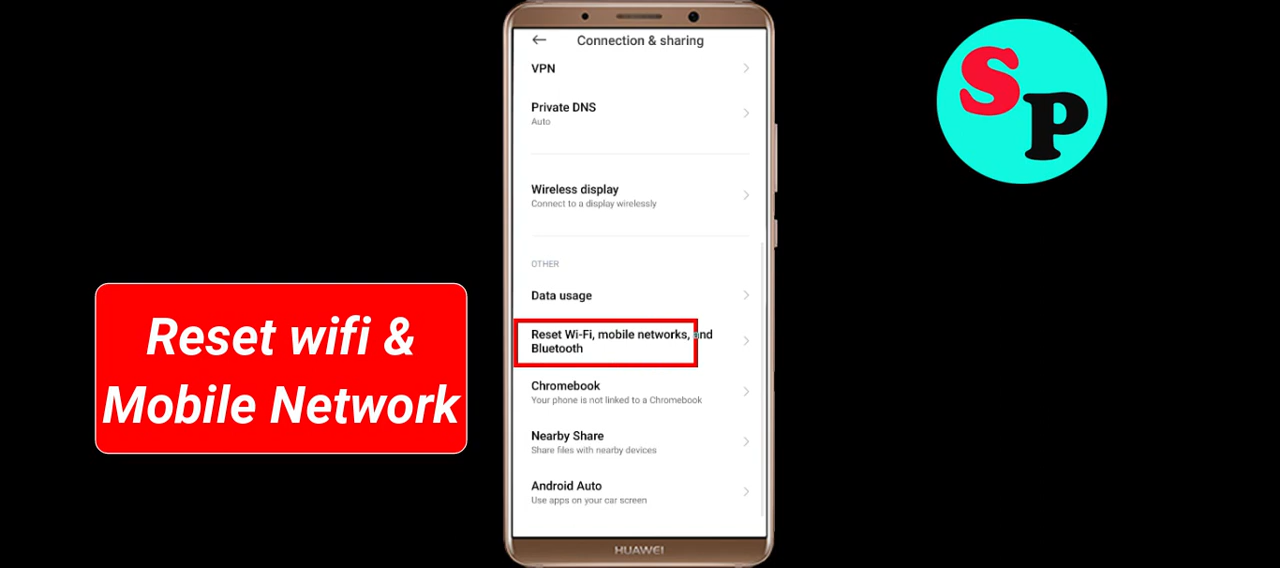 Connection & sharing
VPN
Private DNS
Auto
Wireless display
Connect to a display wirelessly
OTHER
Data usage
Reset Wi-Fi, mobile networks, and
Bluetooth
Chromebook
Your phone is not linked to a Chromebook
Nearby Share
Share files with nearby devices
Android Auto
Use apps on your car screen
HUAWEI
Reset wifi &
Mobile Network
SP